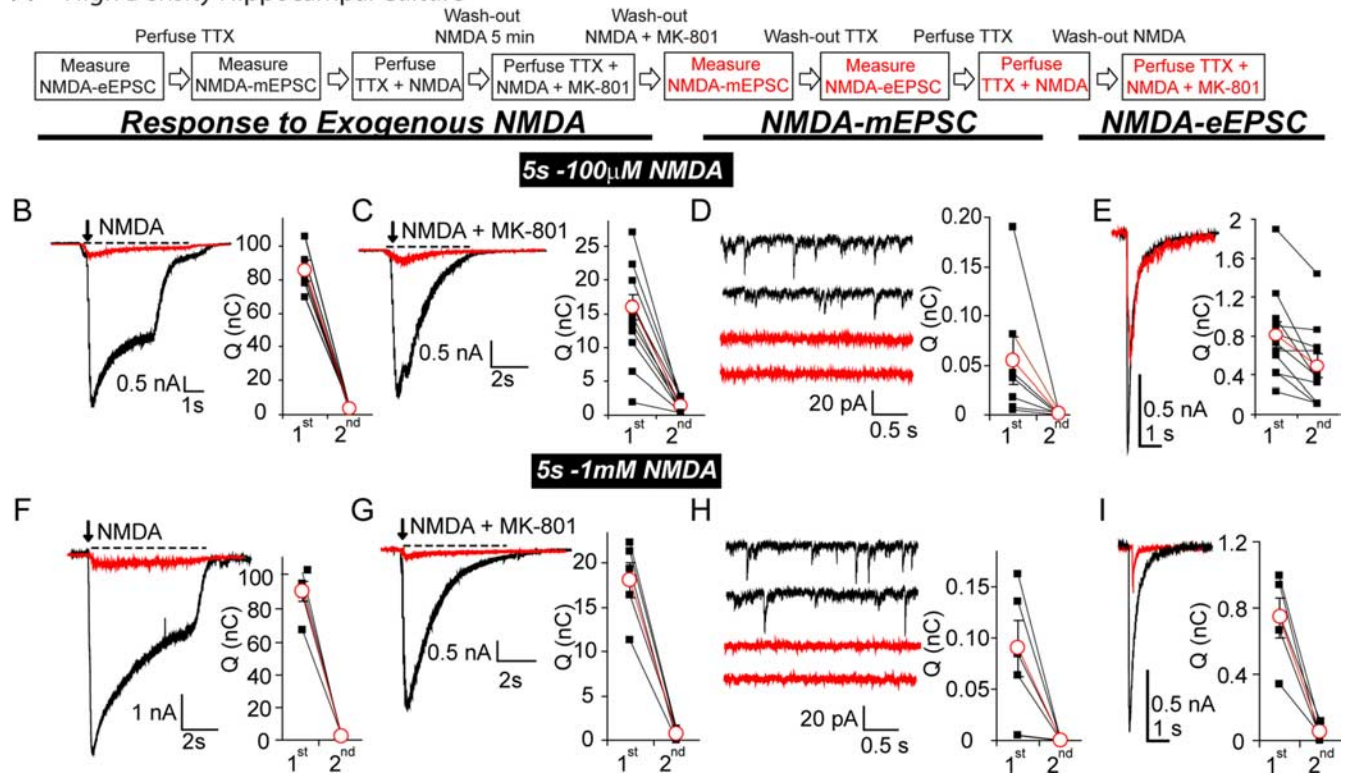 High Density Hippocampal Culture
Perfuse TTX
Wash-out
NMDA 5 min
Wash-out
NMDA + MK-801
Wash-out TTX
Perfuse TTX
Wash-out NMDA
Measure
NMDA-eEPSC
Measure
NMDA-mEPSC
Perfuse
TTX + NMDA
Perfuse TTX +
NMDA + MK-801
Measure
NMDA-mEPSC
Measure
NMDA-eEPSC
Perfuse
TTX + NMDA
Perfuse TTX +
NMDA + MK-801
Response to Exogenous NMDA
NMDA-mEPSC
NMDA-eEPSC
5s -100μM NMDA
B
NMDA
0.5 nA
1s
Q (nC)
100
80
60
40
20
0
1st 2nd
C
NMDA + MK-801
0.5 nA
2s
Q (nC)
25
20
15
10
5
0
1st 2nd
D
20 pA
0.5 s
Q (nC)
0.20
0.15
0.10
0.05
0
1st 2nd
E
0.5 nA
1 s
Q (nC)
2
1.6
1.2
0.8
0.4
0
1st 2nd
5s -1mM NMDA
F
NMDA
1 nA
2s
Q (nC)
100
80
60
40
20
0
1st 2nd
G
NMDA + MK-801
0.5 nA
2s
Q (nC)
20
15
10
5
0
1st 2nd
H
20 pA
0.5 s
Q (nC)
0.15
0.10
0.05
0
1st 2nd
I
0.5 nA
1 s
Q (nC)
1.2
0.8
0.4
0
1st 2nd